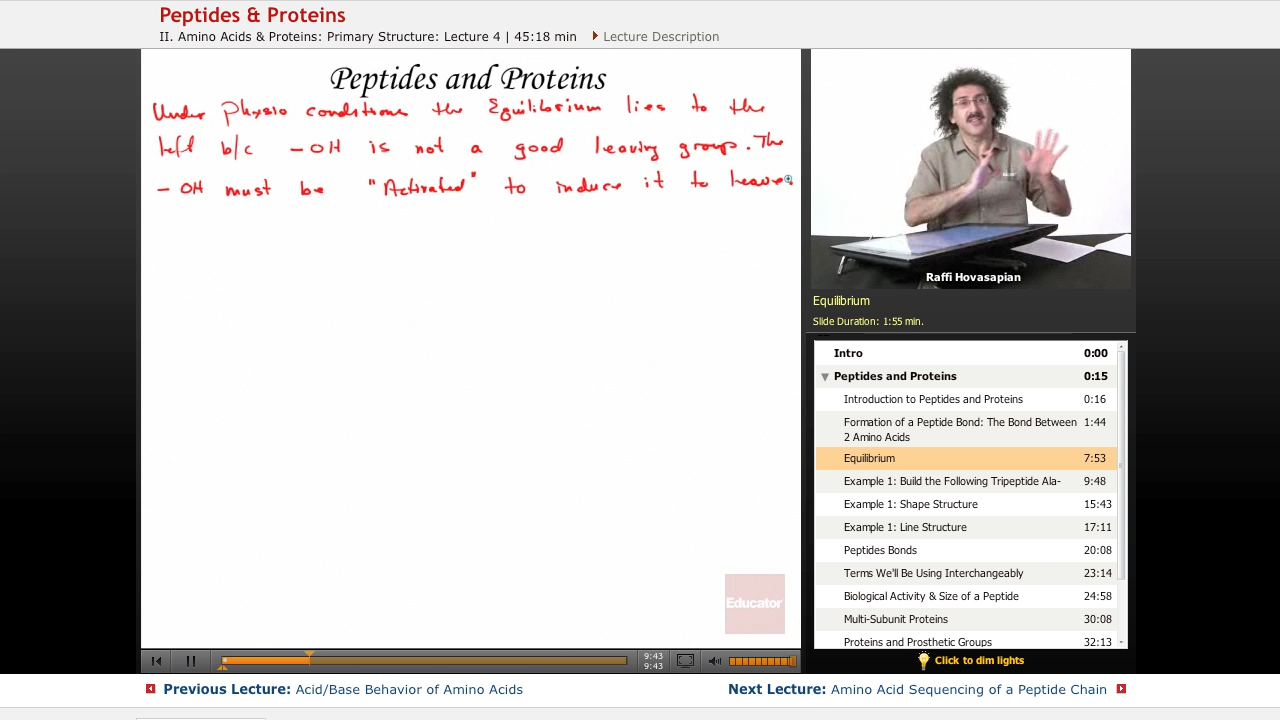 Peptides & Proteins
II. Amino Acids & Proteins: Primary Structure: Lecture 4 | 45:18 min Lecture Description
Peptides and Proteins
Under physio conditions the Equilibrium lies to the
left b/c -OH is not a good leaving group. The
- OH must be "Activated" to induce it to leave.
Educator
Raffi Hovasapian
Equilibrium
Slide Duration: 1:55 min.
Intro 0:00
Peptides and Proteins 0:15
Introduction to Peptides and Proteins 0:16
Formation of a Peptide Bond: The Bond Between 1:44
2 Amino Acids
Equilibrium 7:53
Example 1: Build the Following Tripeptide Ala- 9:48
Example 1: Shape Structure 15:43
Example 1: Line Structure 17:11
Peptides Bonds 20:08
Terms We'll Be Using Interchangeably 23:14
Biological Activity & Size of a Peptide 24:58
Multi-Subunit Proteins 30:08
Proteins and Prosthetic Groups 32:13
9:43
9:43
Click to dim lights
Previous Lecture: Acid/Base Behavior of Amino Acids
Next Lecture: Amino Acid Sequencing of a Peptide Chain